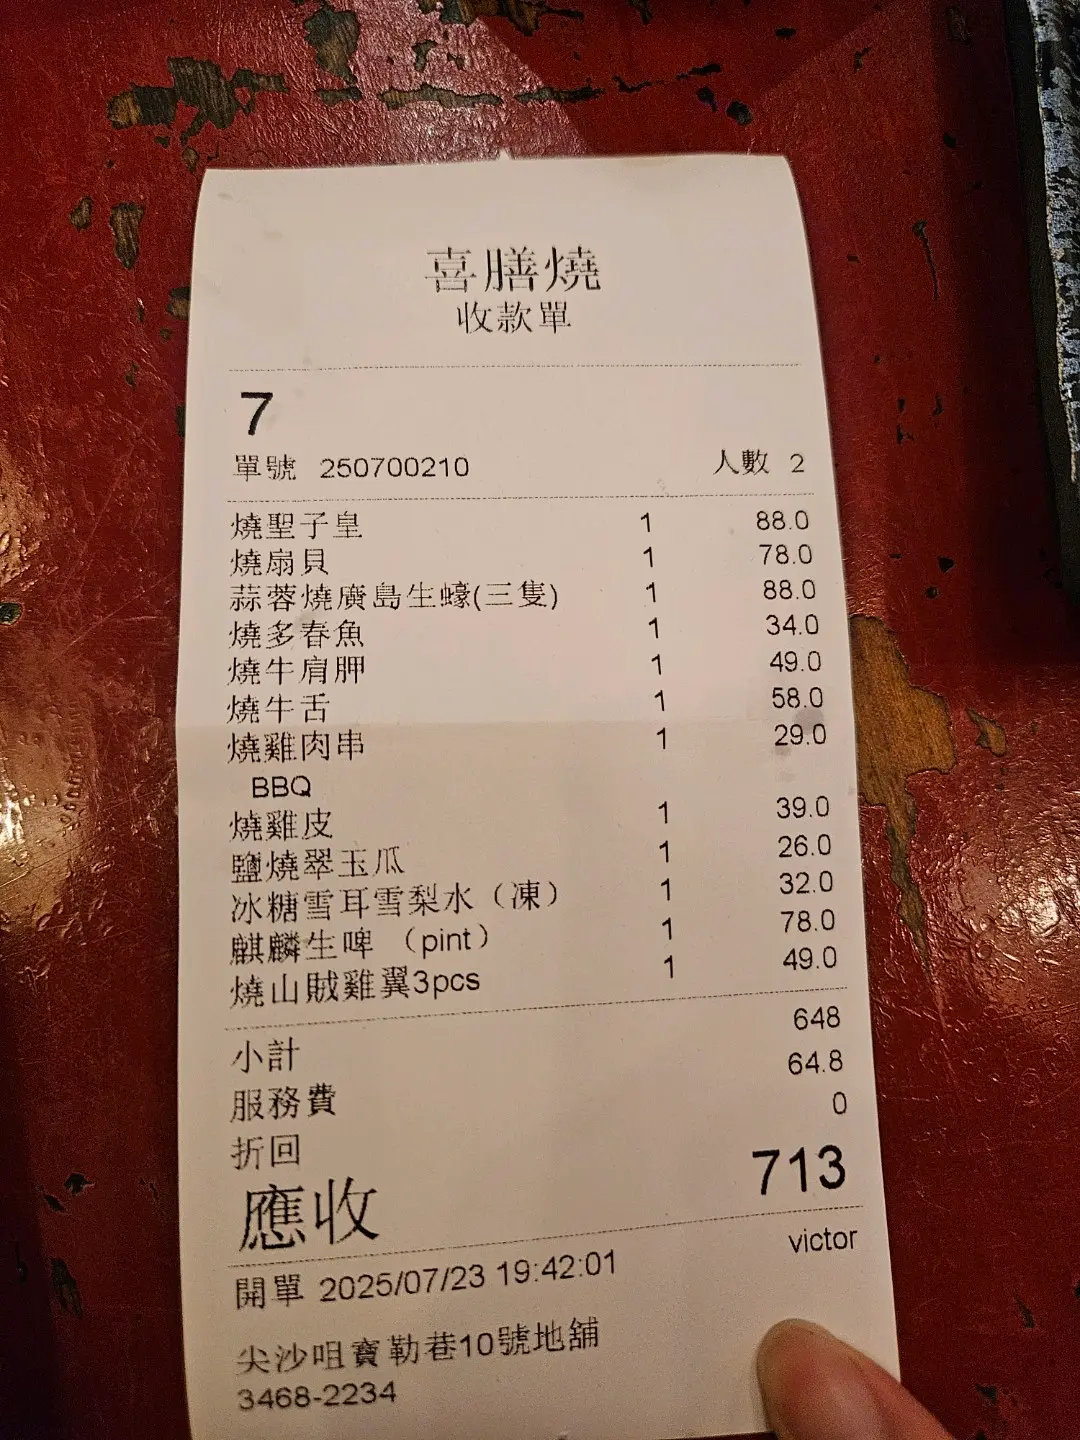 喜膳燒
收款單
7
單號 250700210 人數 2
燒聖子皇 1 88.0
燒扇貝 1 78.0
蒜蓉燒廣島生蠔(三隻) 1 88.0
燒多春魚 1 34.0
燒牛肩胛 1 49.0
燒牛舌 1 58.0
燒雞肉串 1 29.0
BBQ
燒雞皮 1 39.0
鹽燒翠玉瓜 1 26.0
冰糖雪耳雪梨水（凍） 1 32.0
麒麟生啤 （pint） 1 78.0
燒山賊雞翼3pcs 1 49.0
小計 648
服務費 64.8
折回 0
應收 713
victor
開單 2025/07/23 19:42:01
尖沙咀寶勒巷10號地舖
3468-2234